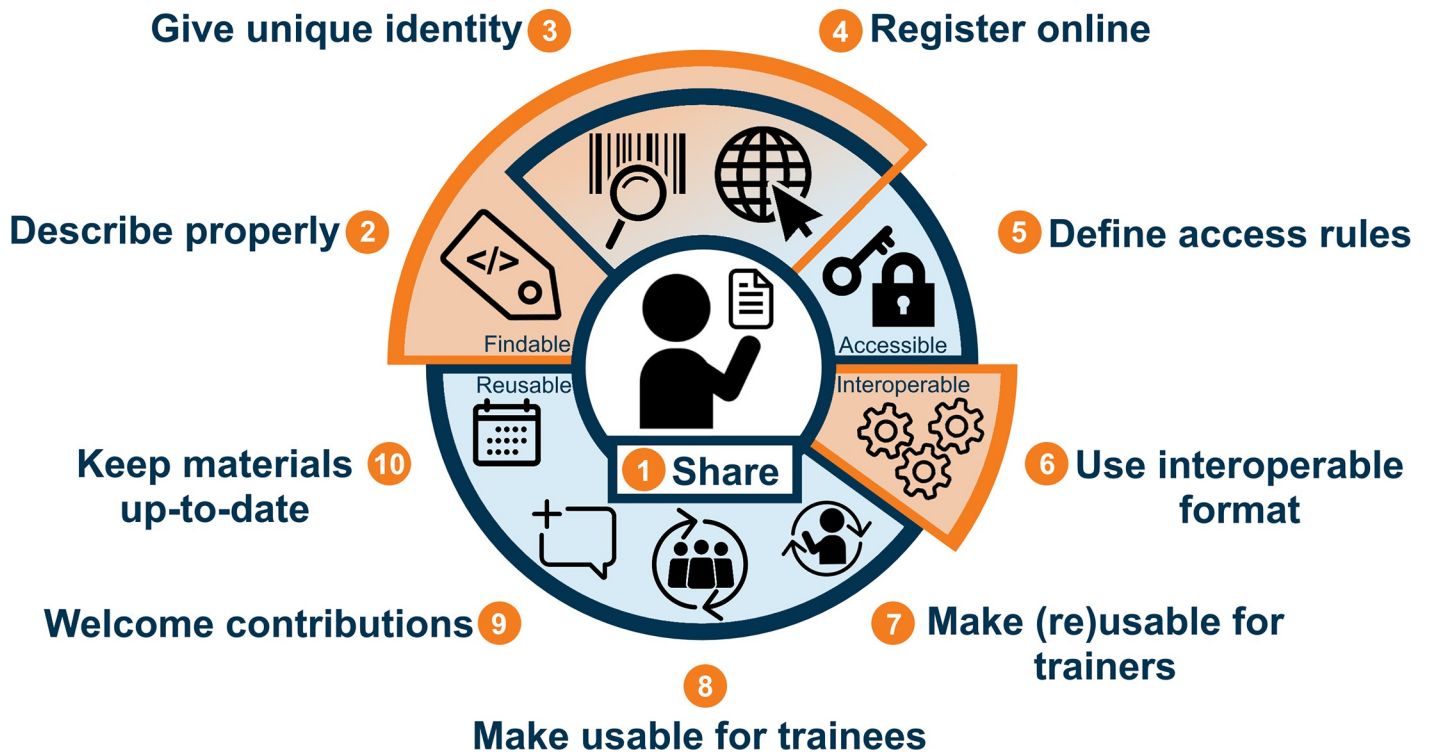 Give unique identity 3
4 Register online
Describe properly 2
5 Define access rules
</>
Findable
Accessible
Reusable
Interoperable
1 Share
Keep materials 10
up-to-date
6 Use interoperable
format
Welcome contributions 9
7 Make (re)usable for
trainers
8
Make usable for trainees